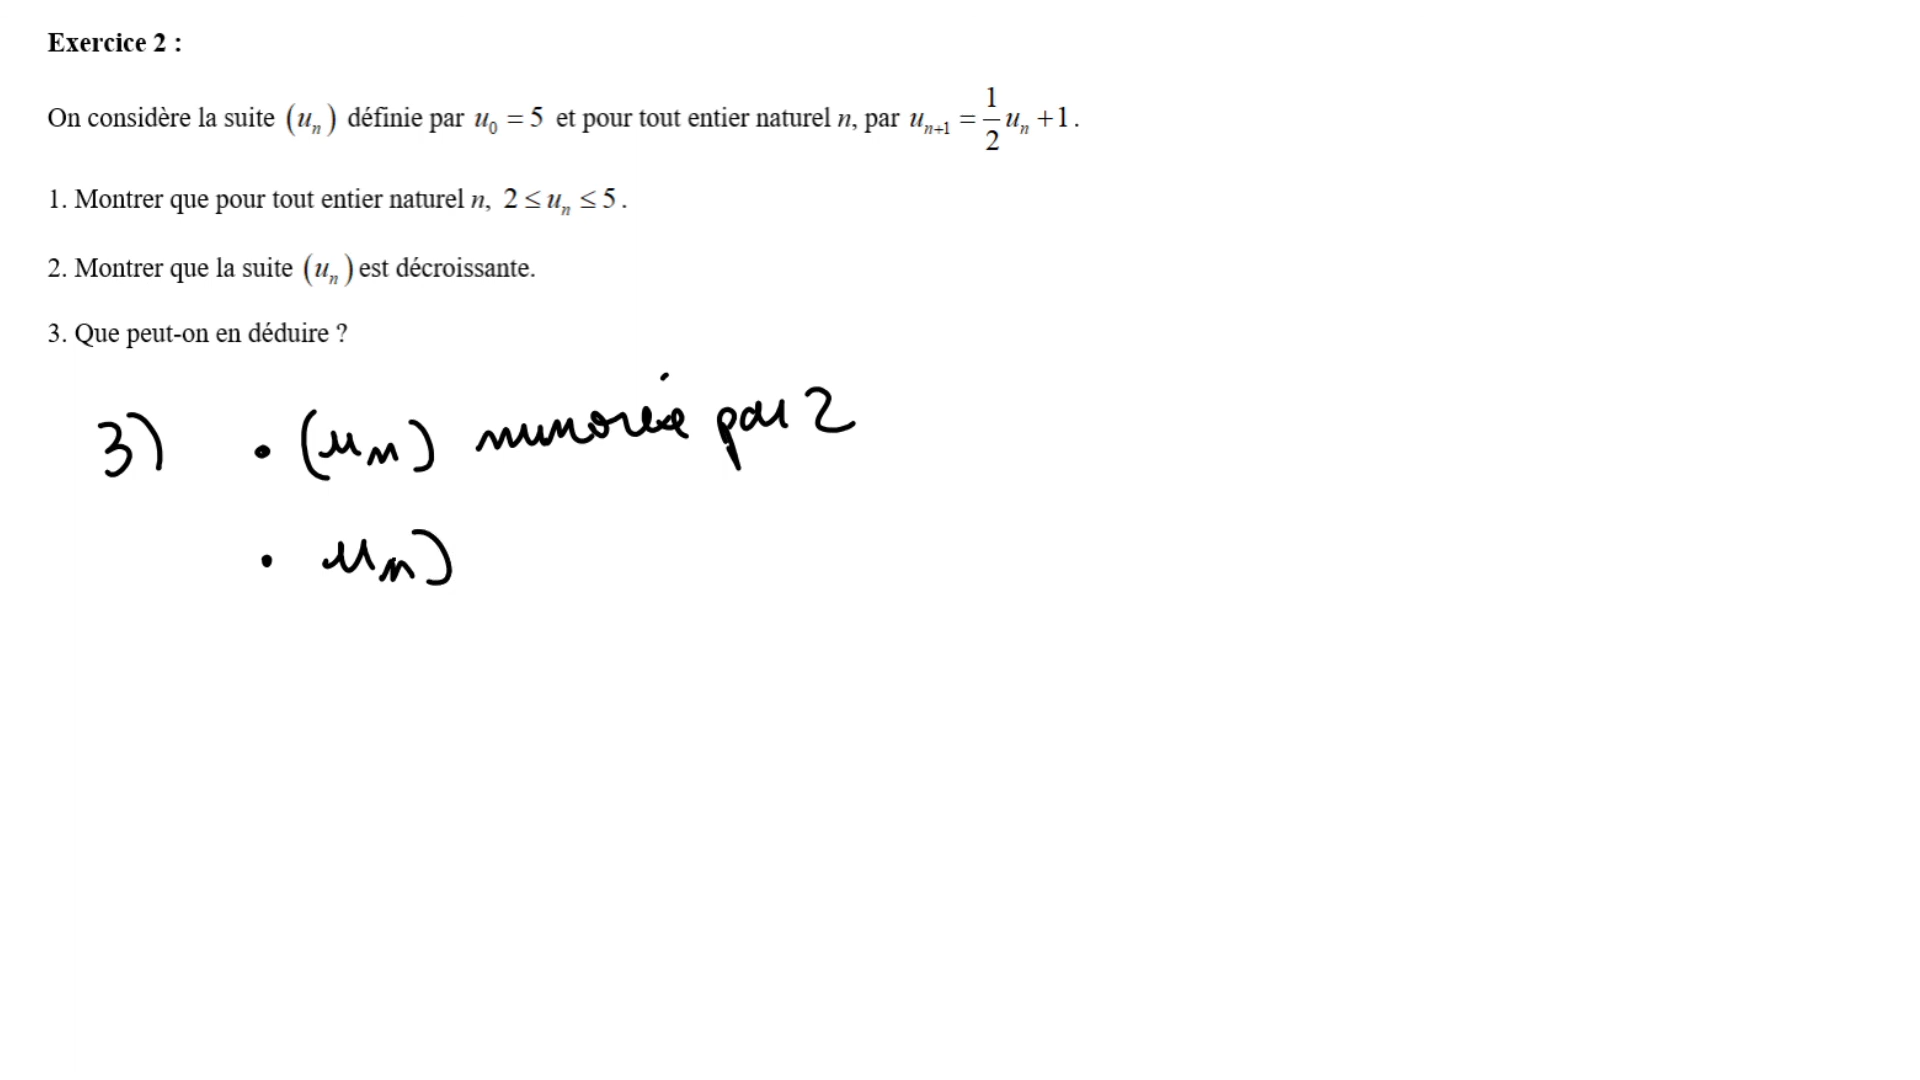 Exercice 2 :
On considère la suite (uₙ) définie par u₀ = 5 et pour tout entier naturel n, par uₙ₊₁ = 1/2 uₙ + 1.
1. Montrer que pour tout entier naturel n, 2 ≤ uₙ ≤ 5.
2. Montrer que la suite (uₙ) est décroissante.
3. Que peut-on en déduire ?
3) • (uₙ) minorée par 2
• uₙ)